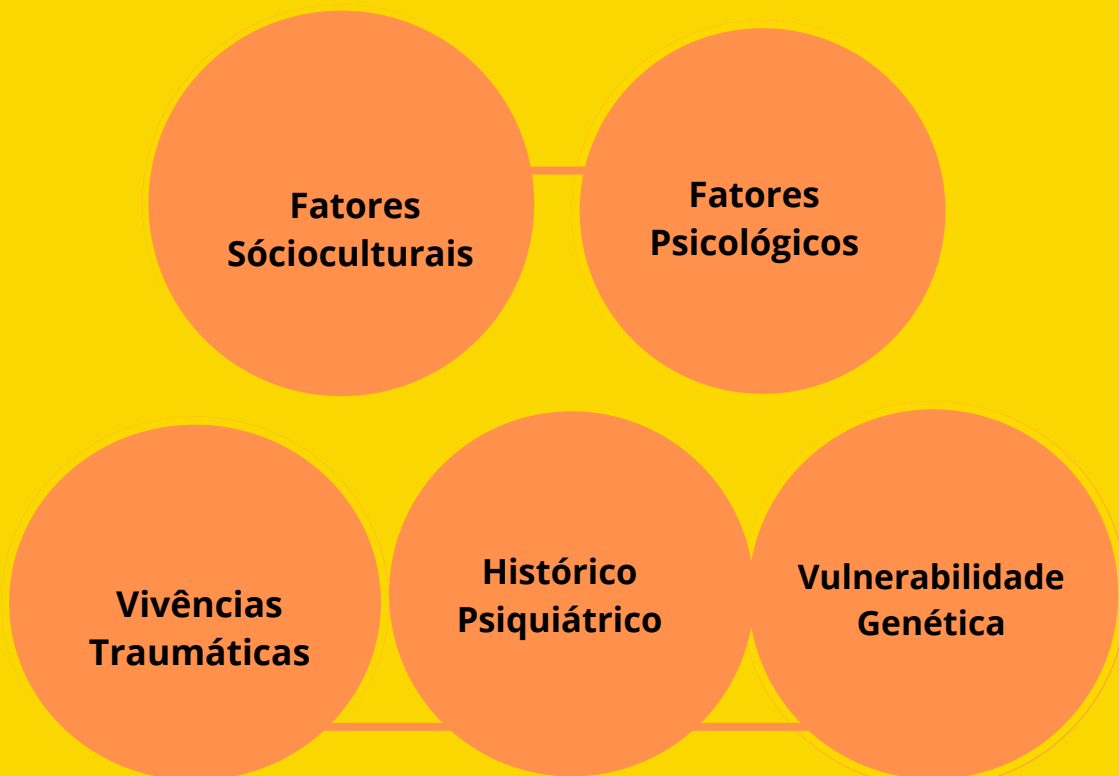 Fatores
Sócioculturais
Fatores
Psicológicos
Vivências
Traumáticas
Histórico
Psiquiátrico
Vulnerabilidade
Genética